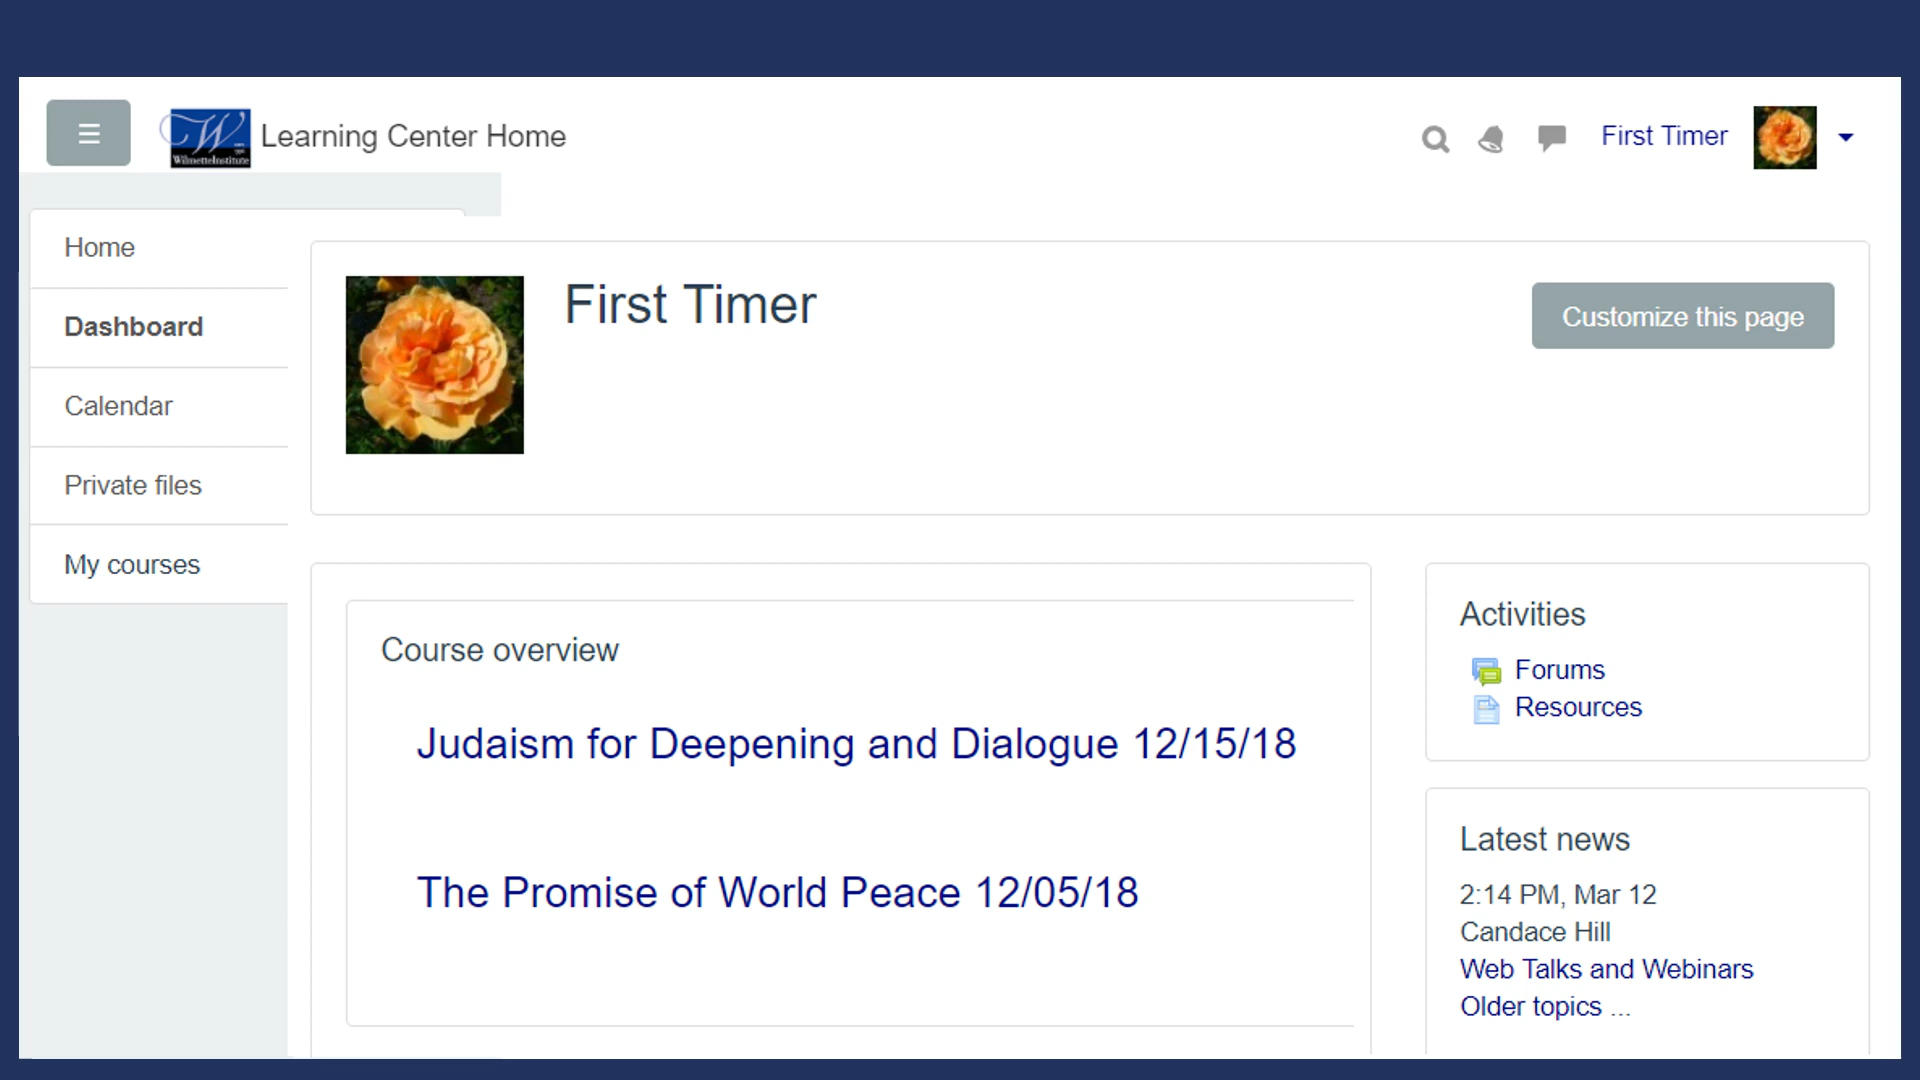 Learning Center Home
WilmetteInstitute
First Timer
Home
Dashboard
Calendar
Private files
My courses
First Timer
Customize this page
Course overview
Judaism for Deepening and Dialogue 12/15/18
The Promise of World Peace 12/05/18
Activities
Forums
Resources
Latest news
2:14 PM, Mar 12
Candace Hill
Web Talks and Webinars
Older topics ...